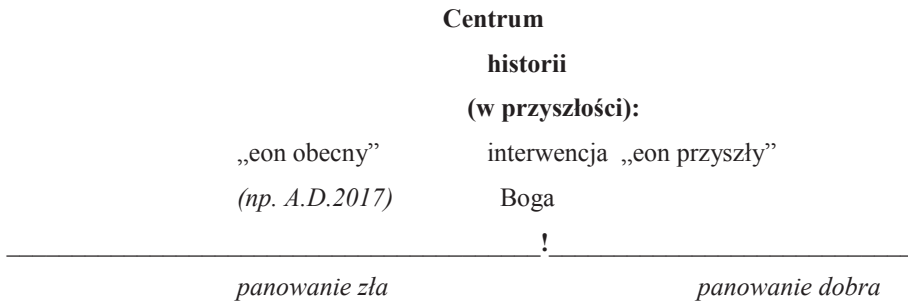 Centrum
historii
(w przyszłości):
„eon obecny” interwencja „eon przyszły”
(np. A.D.2017) Boga
!
panowanie zła panowanie dobra